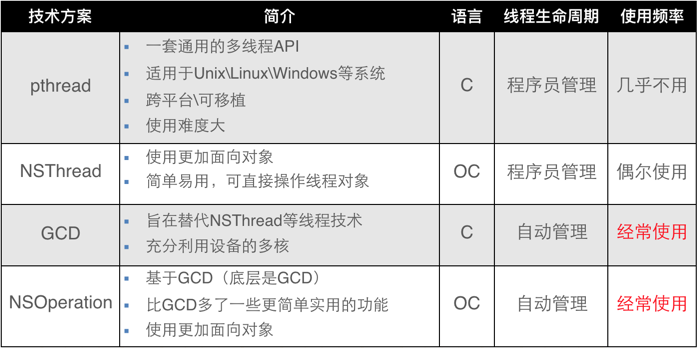 技术方案 简介 语言 线程生命周期 使用频率
pthread
▪ 一套通用的多线程API
▪ 适用于Unix\Linux\Windows等系统
▪ 跨平台\可移植
▪ 使用难度大
C 程序员管理 几乎不用
NSThread
▪ 使用更加面向对象
▪ 简单易用，可直接操作线程对象
OC 程序员管理 偶尔使用
GCD
▪ 旨在替代NSThread等线程技术
▪ 充分利用设备的多核
C 自动管理 经常使用
NSOperation
▪ 基于GCD（底层是GCD）
▪ 比GCD多了一些更简单实用的功能
▪ 使用更加面向对象
OC 自动管理 经常使用